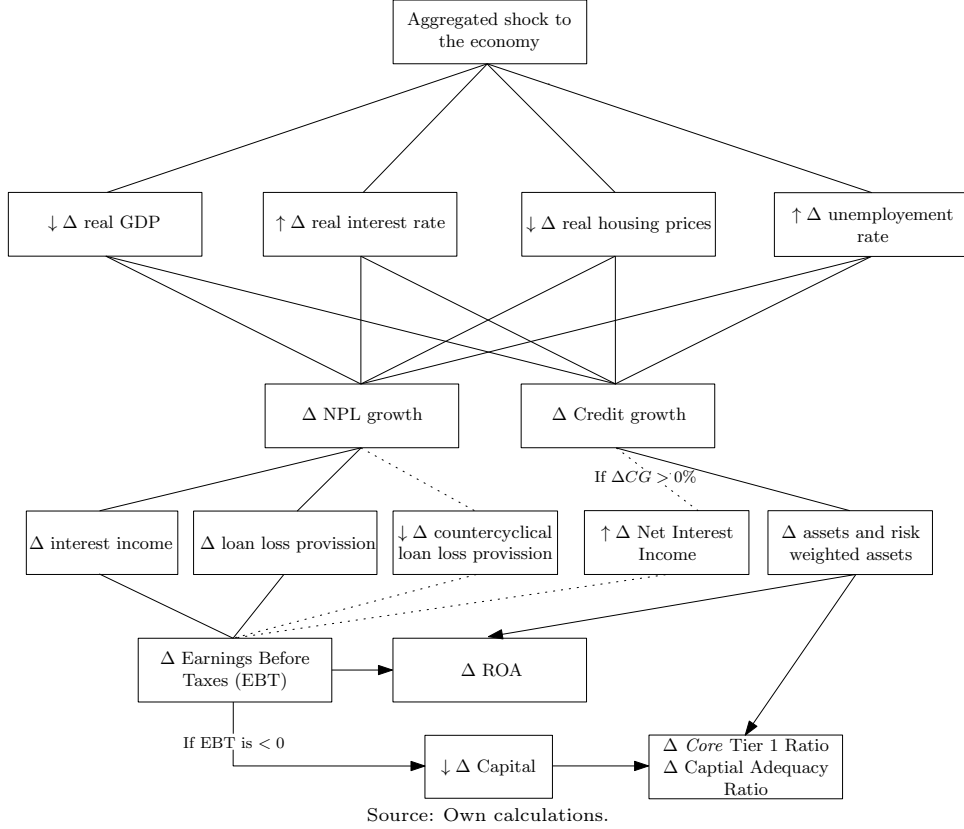 Aggregated shock to
the economy
↓ Δ real GDP
↑ Δ real interest rate
↓ Δ real housing prices
↑ Δ unemployement
rate
Δ NPL growth
Δ Credit growth
If ΔCG > 0%
Δ interest income
Δ loan loss provission
↓ Δ countercyclical
loan loss provission
↑ Δ Net Interest
Income
Δ assets and risk
weighted assets
Δ Earnings Before
Taxes (EBT)
Δ ROA
If EBT is < 0
↓ Δ Capital
Δ Core Tier 1 Ratio
Δ Captial Adequacy
Ratio
Source: Own calculations.